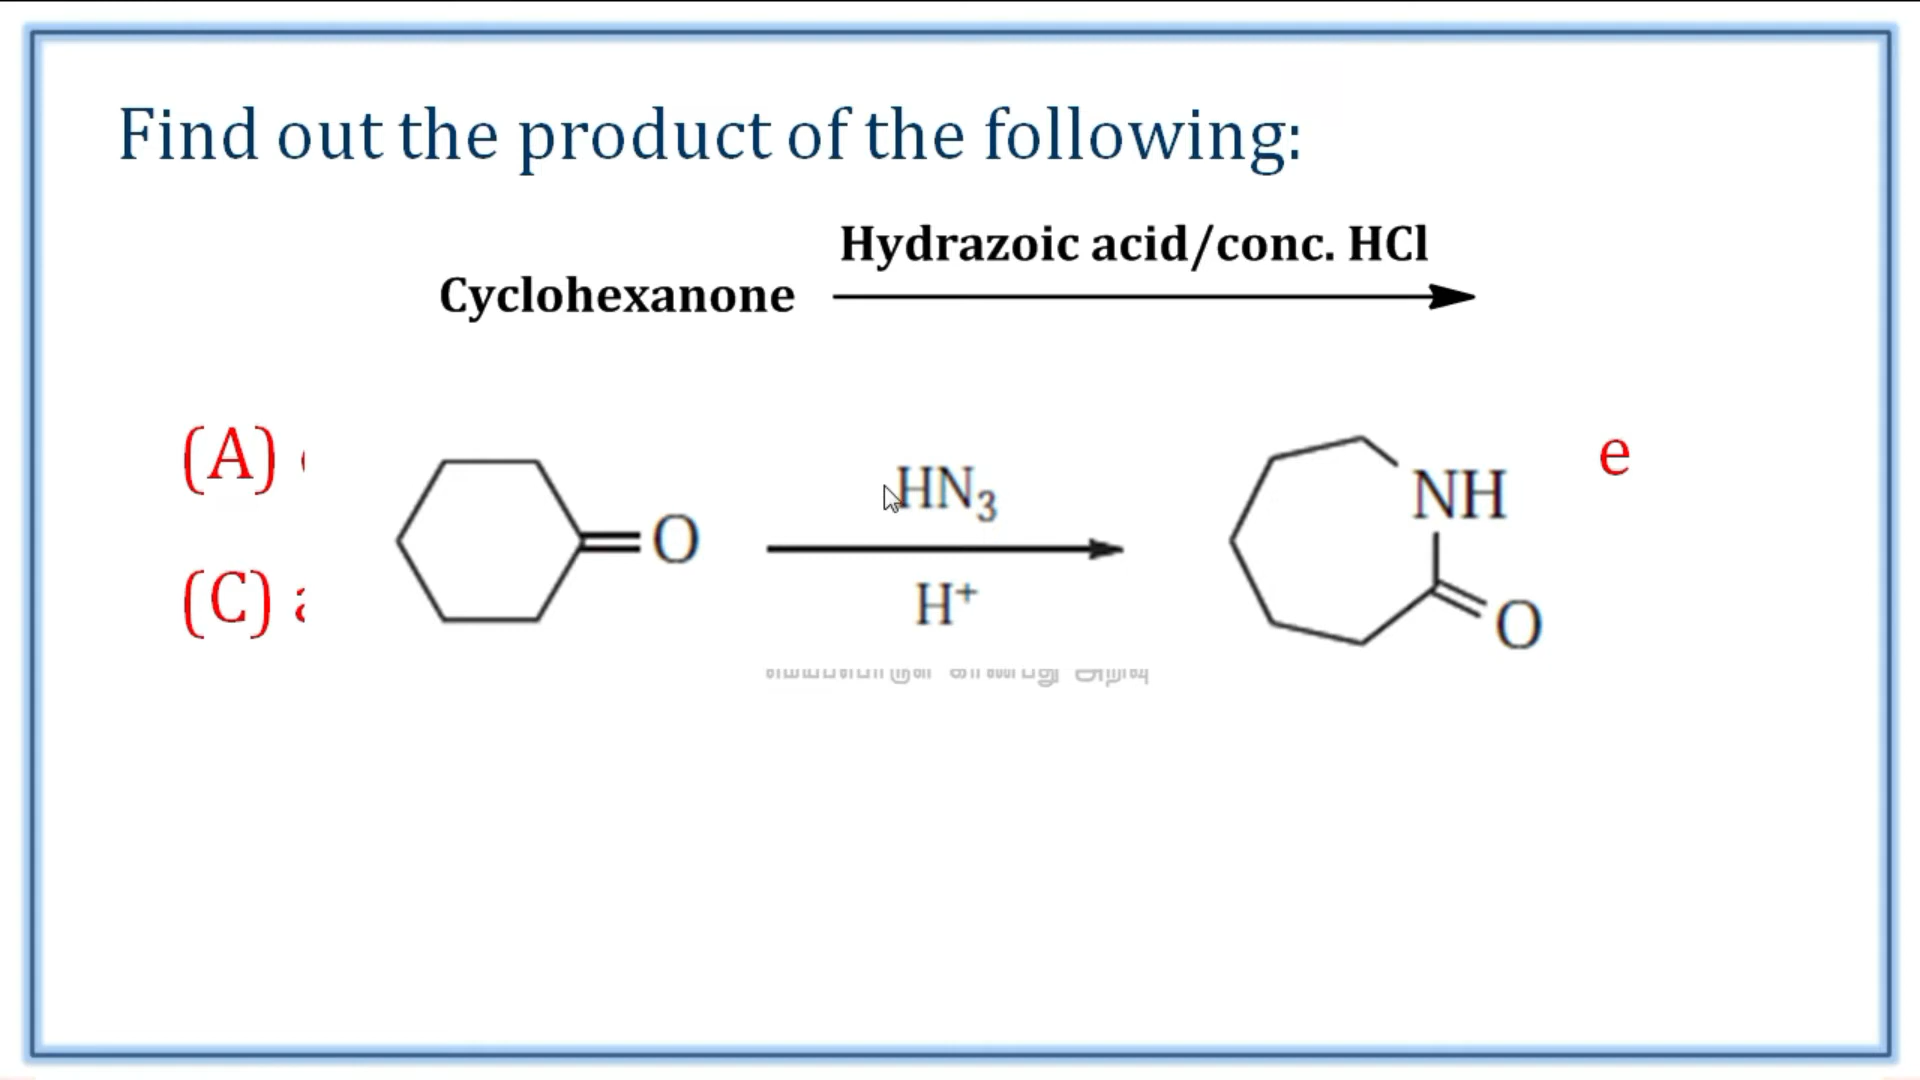 Find out the product of the following:
Hydrazoic acid/conc. HCl
Cyclohexanone
(A) e
HN₃
NH
O
H⁺
(C)
O